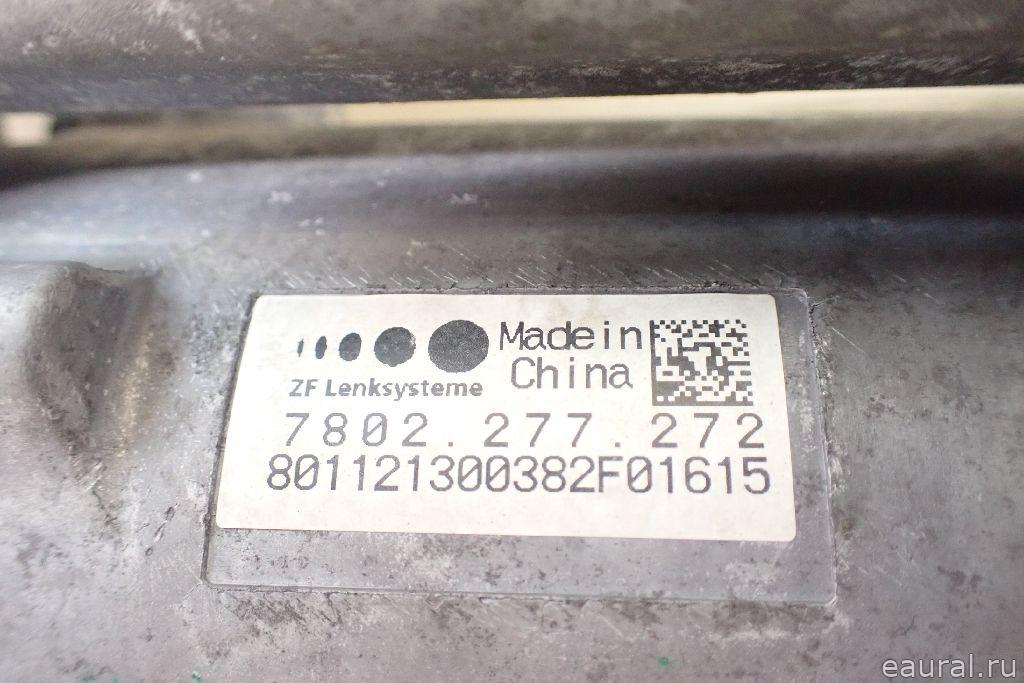 Made in
China
ZF Lenksysteme
7802.277.272
801121300382F01615
eaural.ru